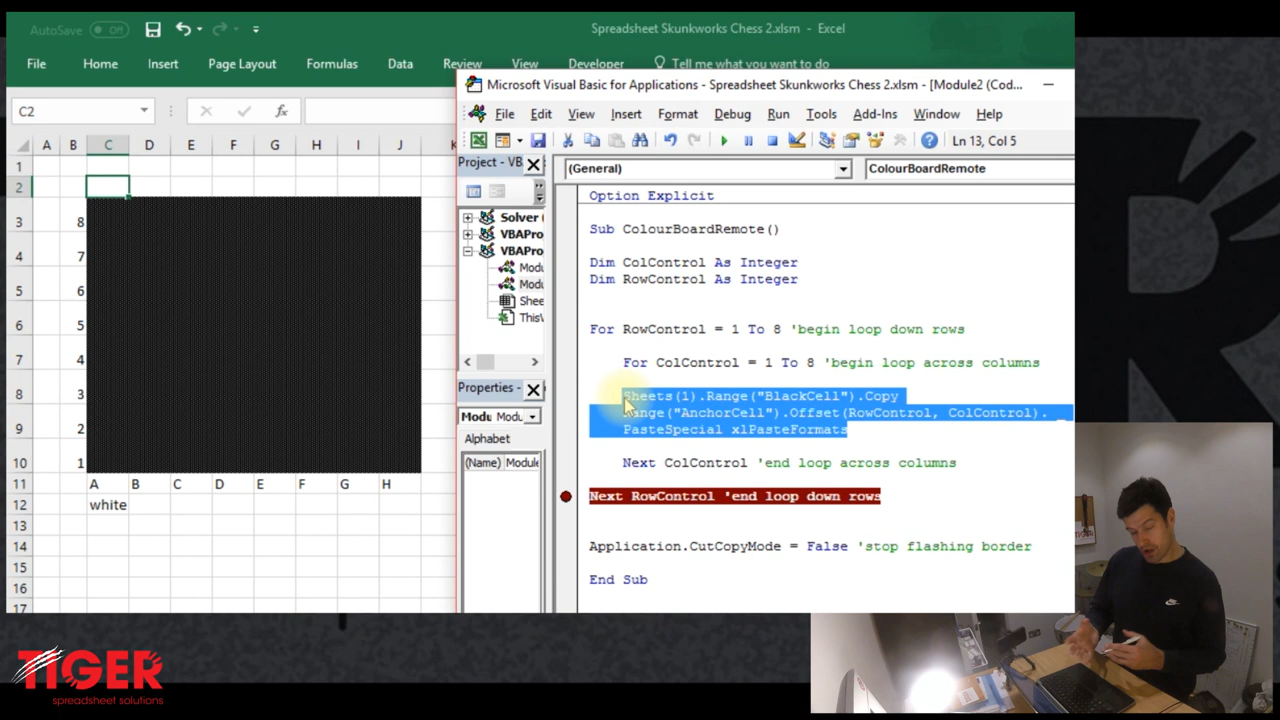 AutoSave Off Spreadsheet Skunkworks Chess 2.xlsm - Excel
File Home Insert Page Layout Formulas Data Review View Developer Tell me what you want to do
Microsoft Visual Basic for Applications - Spreadsheet Skunkworks Chess 2.xlsm - [Module2 (Cod...
C2 fx
File Edit View Insert Format Debug Run Tools Add-Ins Window Help
Ln 13, Col 5
A B C D E F G H I J K
Project - VB
(General) ColourBoardRemote
1
2
3 8
4 7
5 6
6 5
7 4
8 3
9 2
10 1
11 A B C D E F G H
12 white
13
14
15
16
17
Solver (
VBAPro
VBAPro
Modu
Modu
Shee
ThisV
Properties -
Modu Modu
Alphabet
(Name) Module
Option Explicit
Sub ColourBoardRemote()
Dim ColControl As Integer
Dim RowControl As Integer
For RowControl = 1 To 8 'begin loop down rows
For ColControl = 1 To 8 'begin loop across columns
Sheets(1).Range("BlackCell").Copy
Range("AnchorCell").Offset(RowControl, ColControl). _
PasteSpecial xlPasteFormats
Next ColControl 'end loop across columns
Next RowControl 'end loop down rows
Application.CutCopyMode = False 'stop flashing border
End Sub
TIGER
spreadsheet solutions